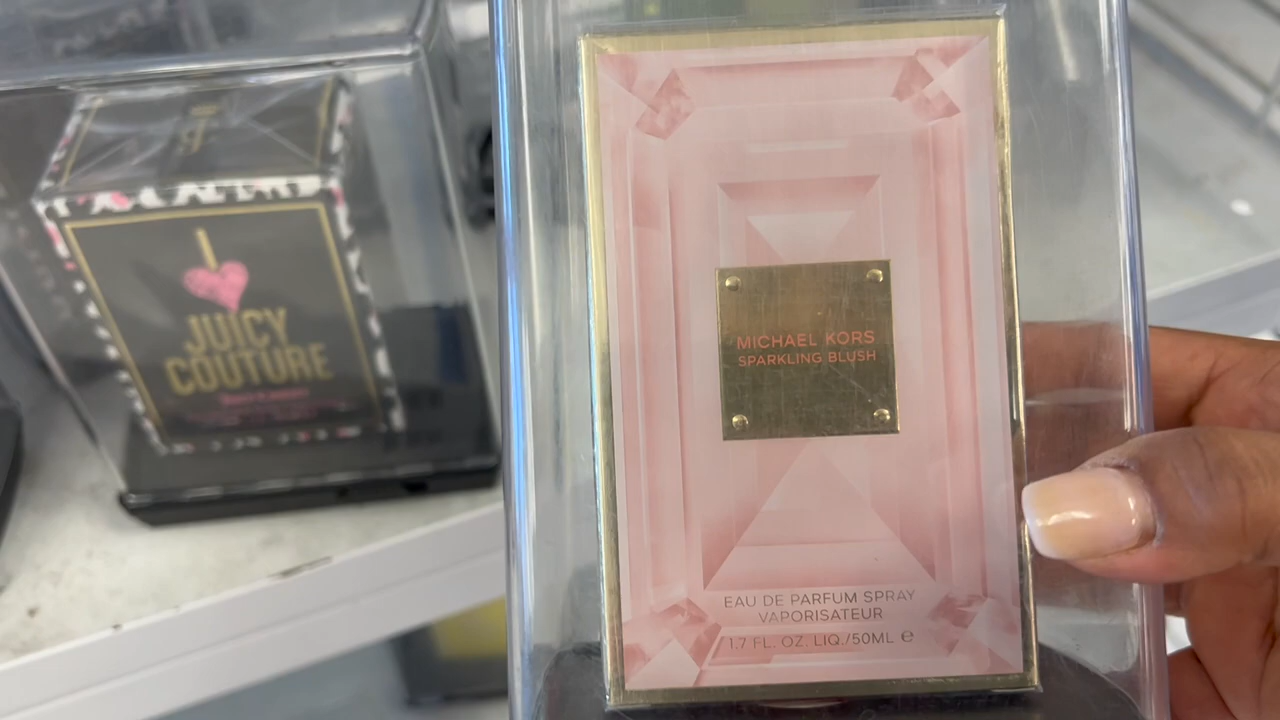 I
JUICY
COUTURE
MICHAEL KORS
SPARKLING BLUSH
EAU DE PARFUM SPRAY
VAPORISATEUR
1.7 FL. OZ. LIQ./50ML ℮